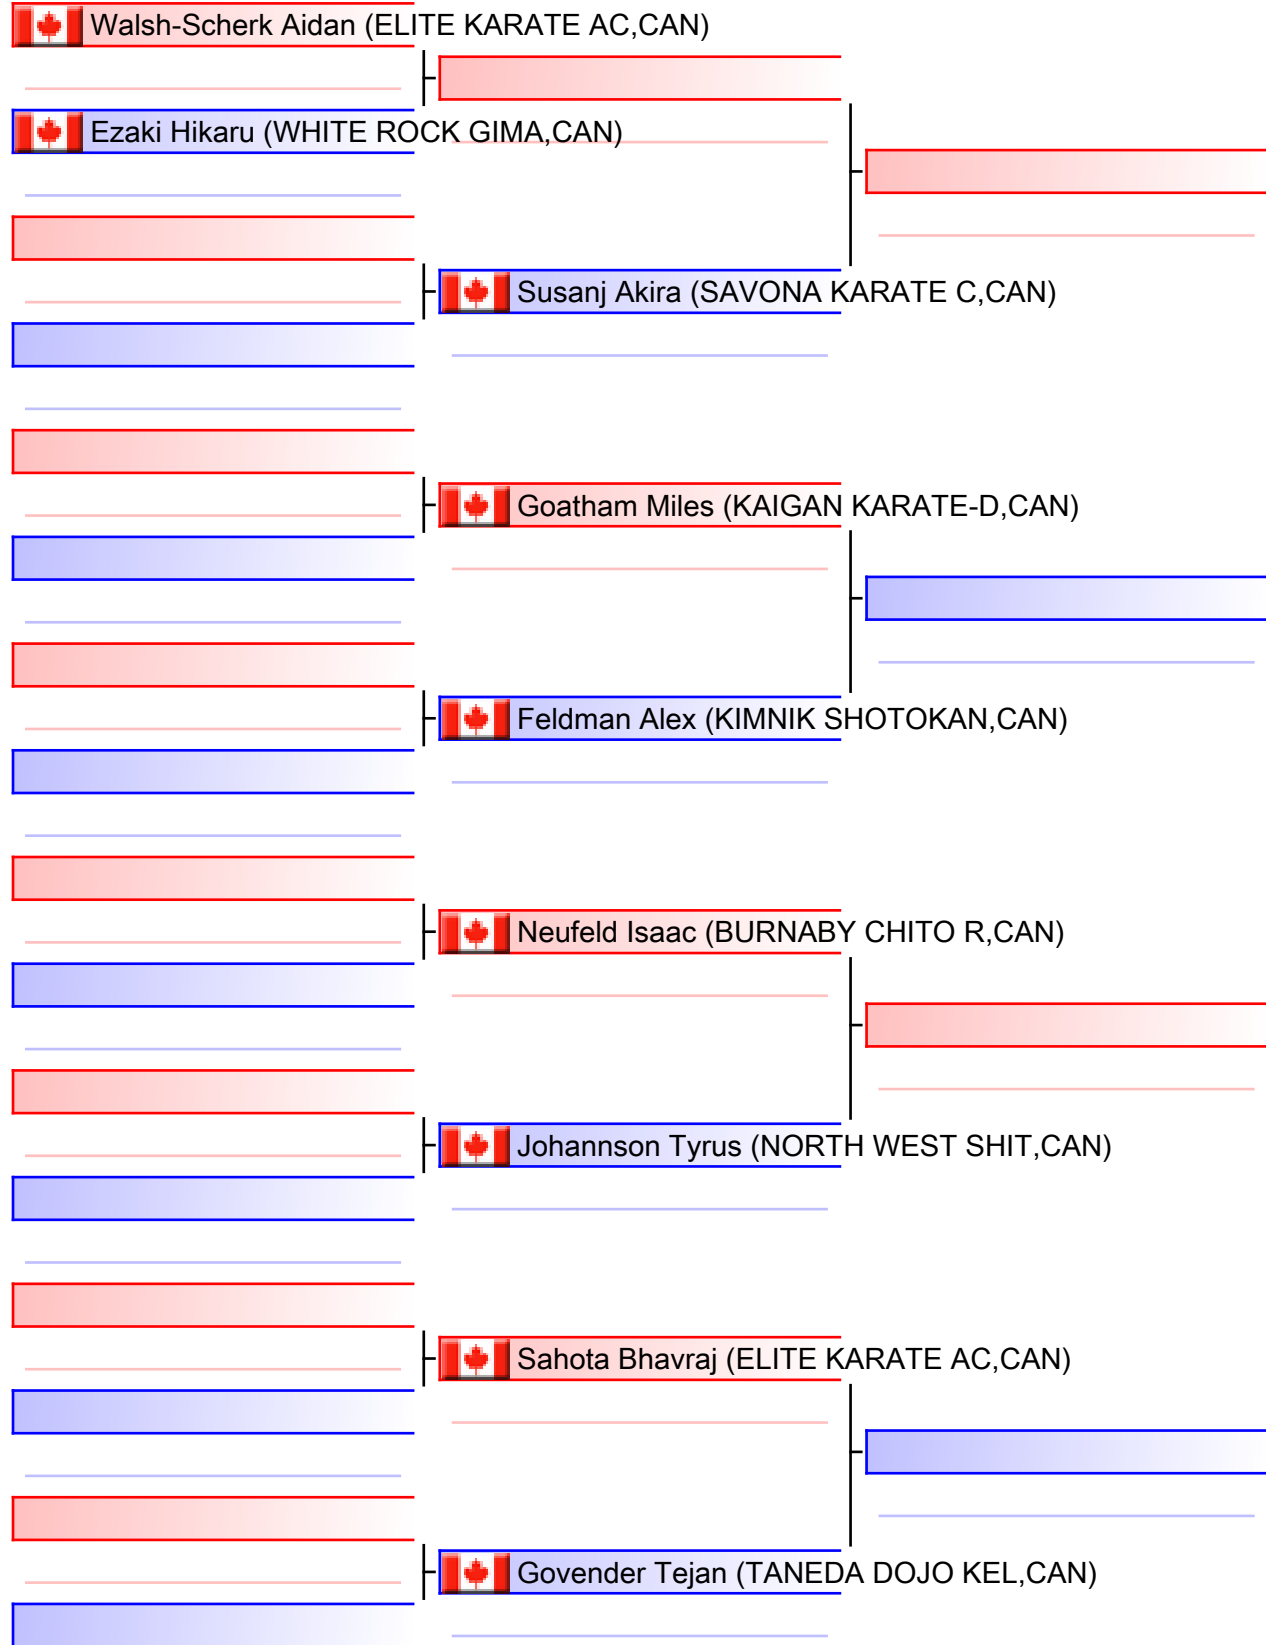 Walsh-Scherk Aidan (ELITE KARATE AC,CAN)
Ezaki Hikaru (WHITE ROCK GIMA,CAN)
Susanj Akira (SAVONA KARATE C,CAN)
Goatham Miles (KAIGAN KARATE-D,CAN)
Feldman Alex (KIMNIK SHOTOKAN,CAN)
Neufeld Isaac (BURNABY CHITO R,CAN)
Johannson Tyrus (NORTH WEST SHIT,CAN)
Sahota Bhavraj (ELITE KARATE AC,CAN)
Govender Tejan (TANEDA DOJO KEL,CAN)